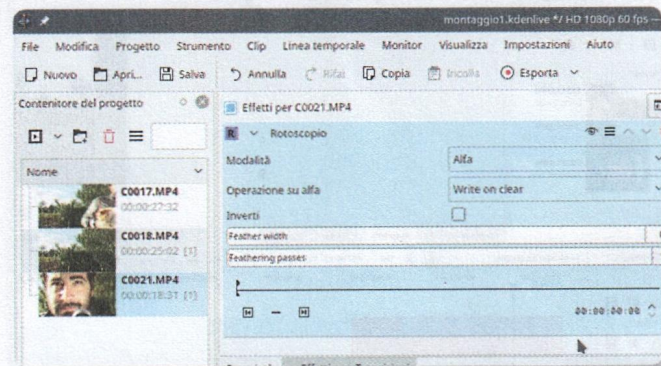 montaggio1.kdenlive */ HD 1080p 60 fps —
File Modifica Progetto Strumento Clip Linea temporale Monitor Visualizza Impostazioni Aiuto
Nuovo Apri... Salva Annulla Rifai Copia Incolla Esporta
Contenitore del progetto
Effetti per C0021.MP4
R Rotoscopio
Modalità Alfa
Nome
Operazione su alfa Write on clear
C0017.MP4
00:00:27:32
Inverti
Feather width
C0018.MP4
00:00:25:02 [1]
Feathering passes
C0021.MP4
00:00:18:31 [1]
00:00:00:00